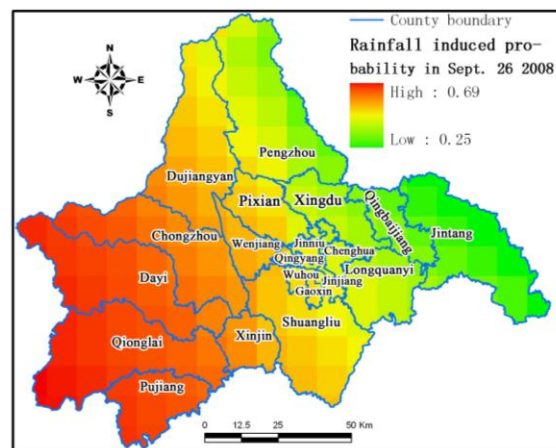 County boundary
Rainfall induced pro-
bability in Sept. 26 2008
High : 0.69
Low : 0.25
N
W E
S
Pengzhou
Dujiangyan
Pixian
Xingdu
Qingbaijiang
Jintang
Chongzhou
Wenjiang
Jinniu
Chenghua
Qingyang
Dayi
Wuhou
Jinjiang
Longquanyi
Gaoxin
Shuangliu
Xinjin
Qionglai
Pujiang
0 12.5 25 50 Km